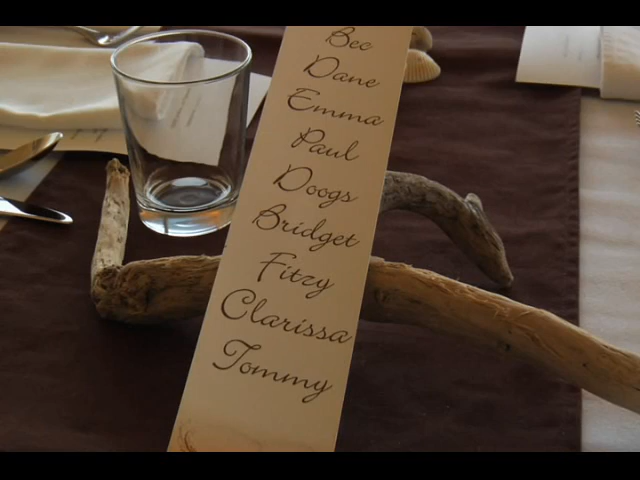 Bec
Dane
Emma
Paul
Doogs
Bridget
Fitzy
Clarissa
Tommy